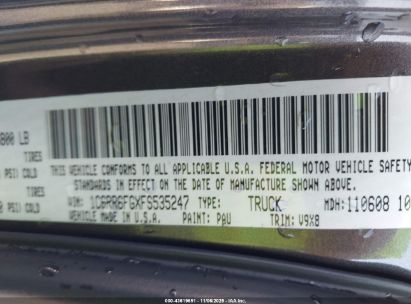 800 LB
TIRES
PSI) COLD
THIS VEHICLE CONFORMS TO ALL APPLICABLE U.S.A. FEDERAL MOTOR VEHICLE SAFETY
STANDARDS IN EFFECT ON THE DATE OF MANUFACTURE SHOWN ABOVE.
TIRES
PSI) COLD
VIN: 1C6RR6FGXFS535247 TYPE: TRUCK MDH: 110608 10
VEHICLE MADE IN U.S.A. PAINT: PAU TRIM: V9X8